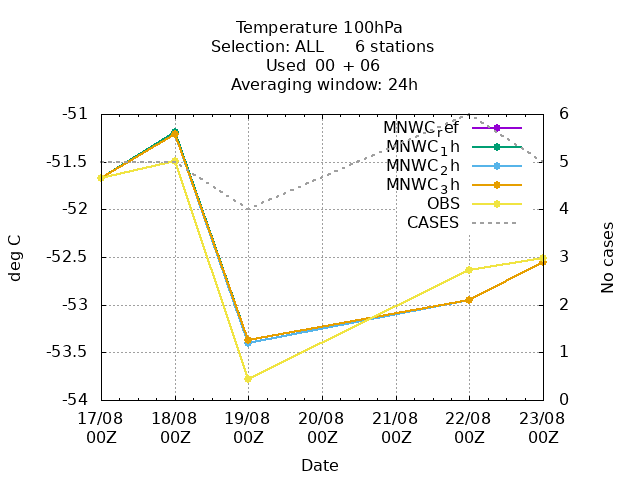 Temperature 100hPa
Selection: ALL      6 stations
Used  00 + 06
Averaging window: 24h
-51
-51.5
-52
-52.5
-53
-53.5
-54
deg C
6
5
4
3
2
1
0
No cases
MNWC_ref
MNWC_1h
MNWC_2h
MNWC_3h
OBS
CASES
17/08 18/08 19/08 20/08 21/08 22/08 23/08
00Z 00Z 00Z 00Z 00Z 00Z 00Z
Date